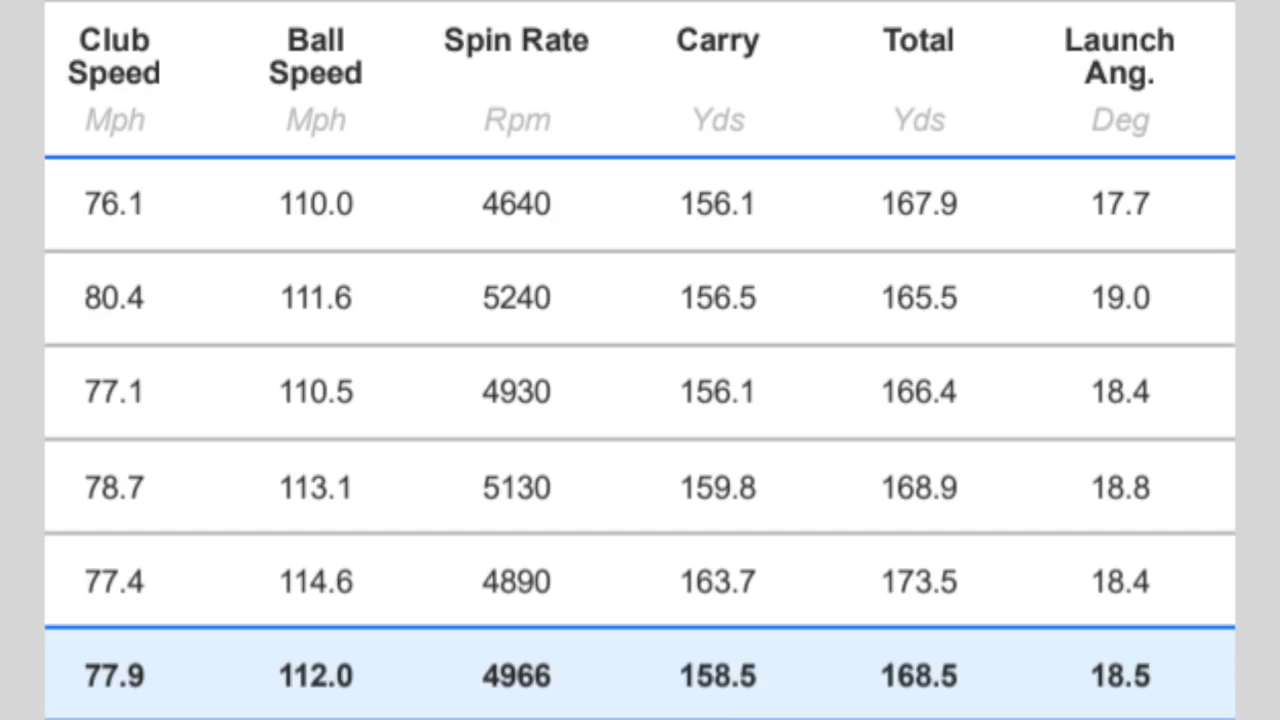 Club Speed Ball Speed Spin Rate Carry Total Launch Ang.
Mph Mph Rpm Yds Yds Deg
76.1 110.0 4640 156.1 167.9 17.7
80.4 111.6 5240 156.5 165.5 19.0
77.1 110.5 4930 156.1 166.4 18.4
78.7 113.1 5130 159.8 168.9 18.8
77.4 114.6 4890 163.7 173.5 18.4
77.9 112.0 4966 158.5 168.5 18.5